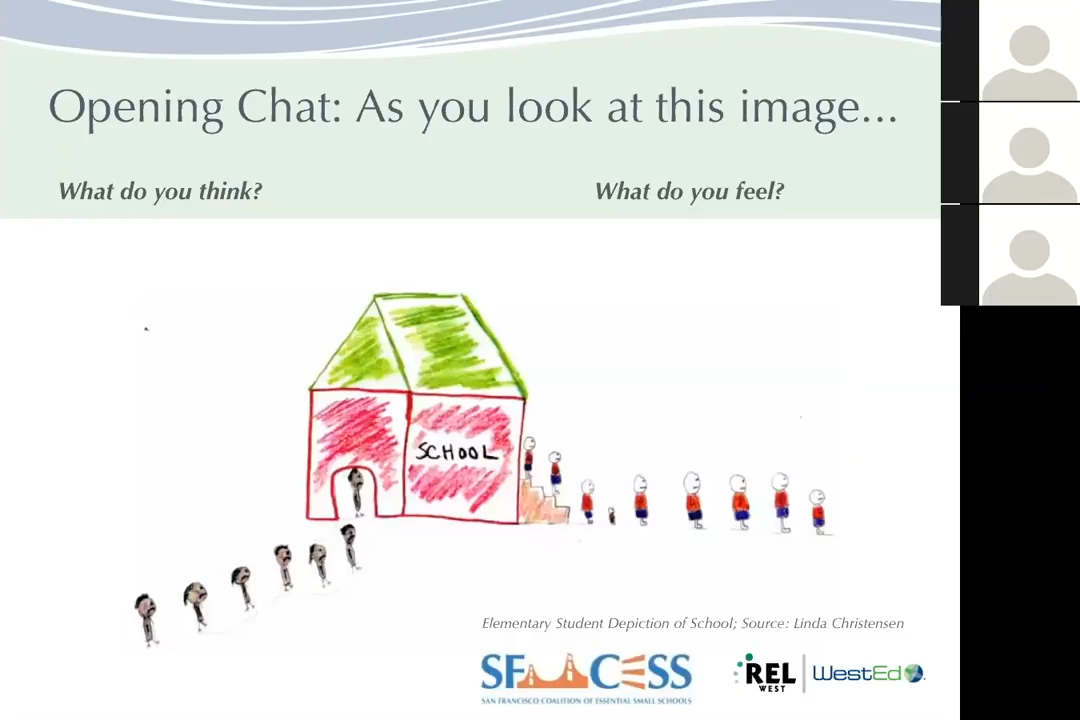 Opening Chat: As you look at this image...
What do you think?
What do you feel?
SCHOOL
Elementary Student Depiction of School; Source: Linda Christensen
SF CESS
SAN FRANCISCO COALITION OF ESSENTIAL SMALL SCHOOLS
REL
WEST
WestEd